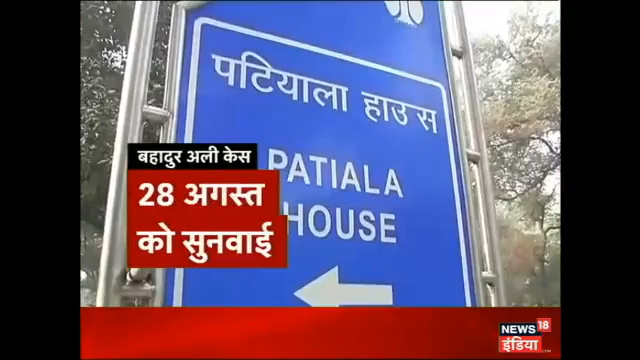 पटियाला हाउस
PATIALA
HOUSE
बहादुर अली केस
28 अगस्त
को सुनवाई
NEWS 18
इंडिया